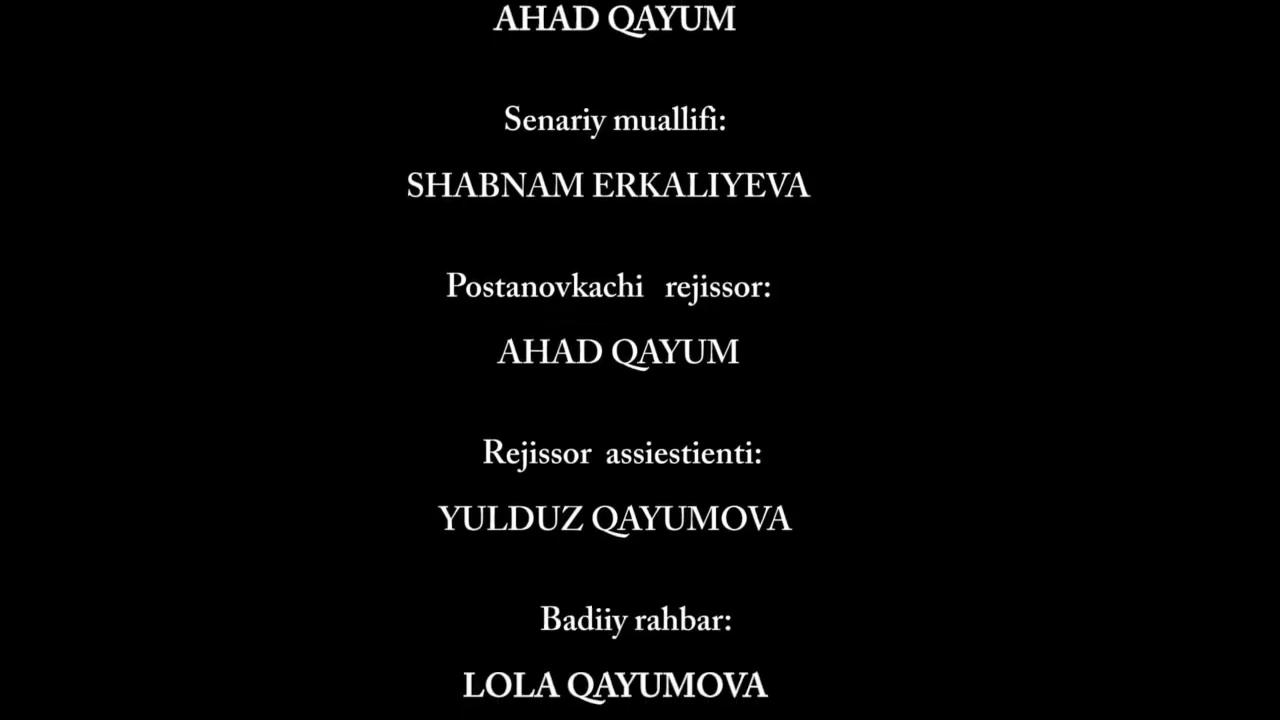 AHAD QAYUM
Senariy muallifi:
SHABNAM ERKALIYEVA
Postanovkachi rejissor:
AHAD QAYUM
Rejissor assiestienti:
YULDUZ QAYUMOVA
Badiiy rahbar:
LOLA QAYUMOVA